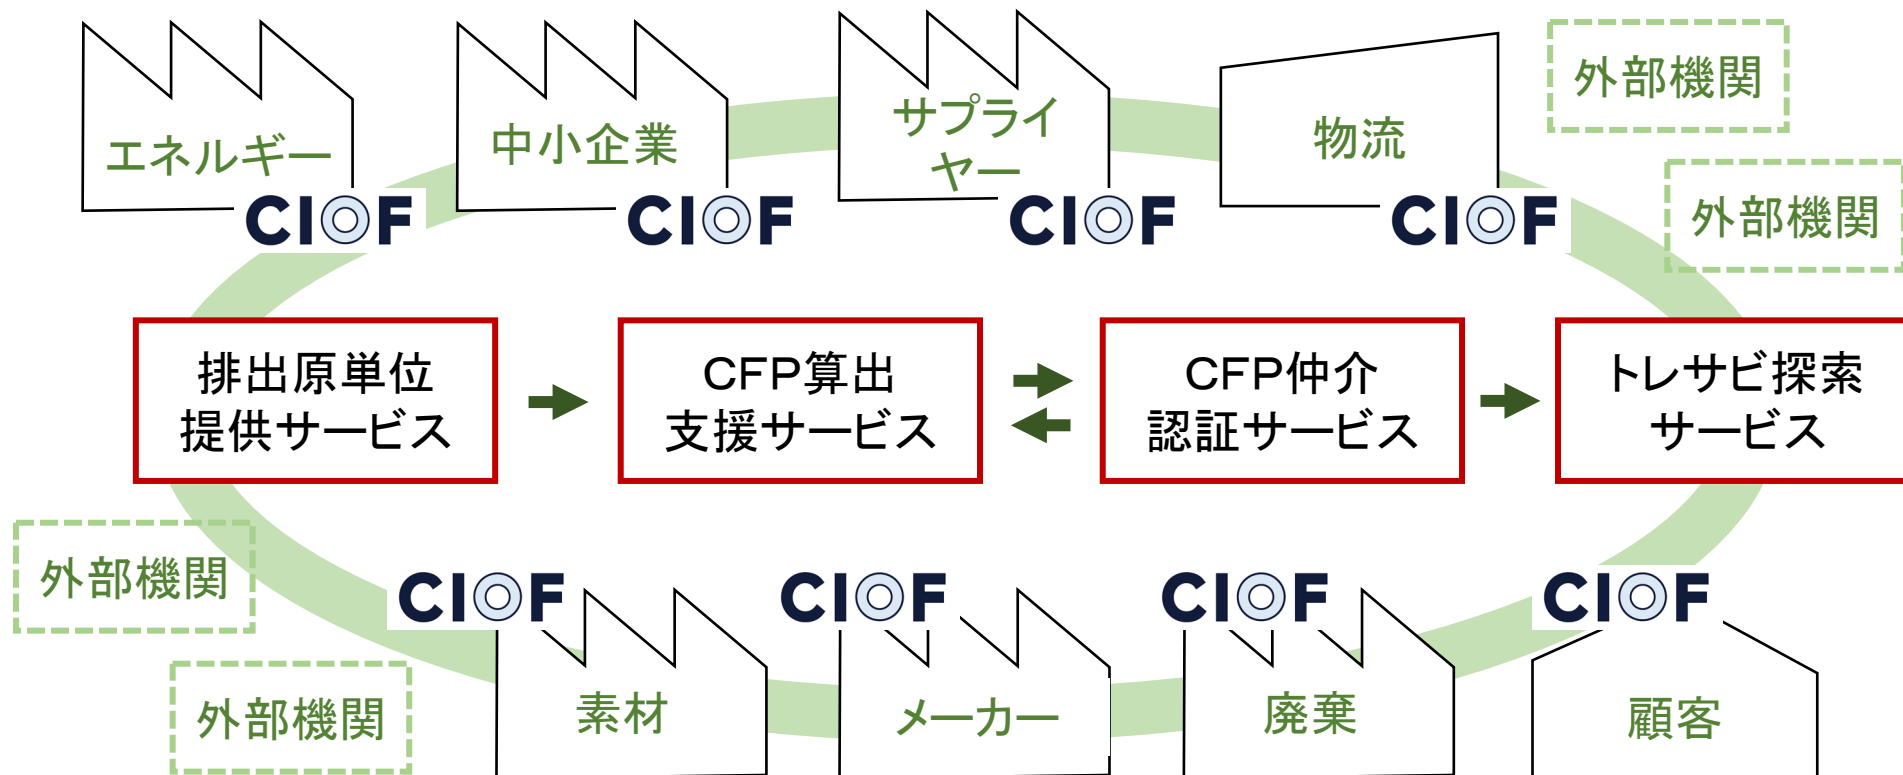 エネルギー
CIOF
中小企業
CIOF
サプライ
ヤー
CIOF
物流
CIOF
外部機関
外部機関
排出原単位
提供サービス
CFP算出
支援サービス
CFP仲介
認証サービス
トレサビ探索
サービス
外部機関
外部機関
CIOF
素材
CIOF
メーカー
CIOF
廃棄
CIOF
顧客